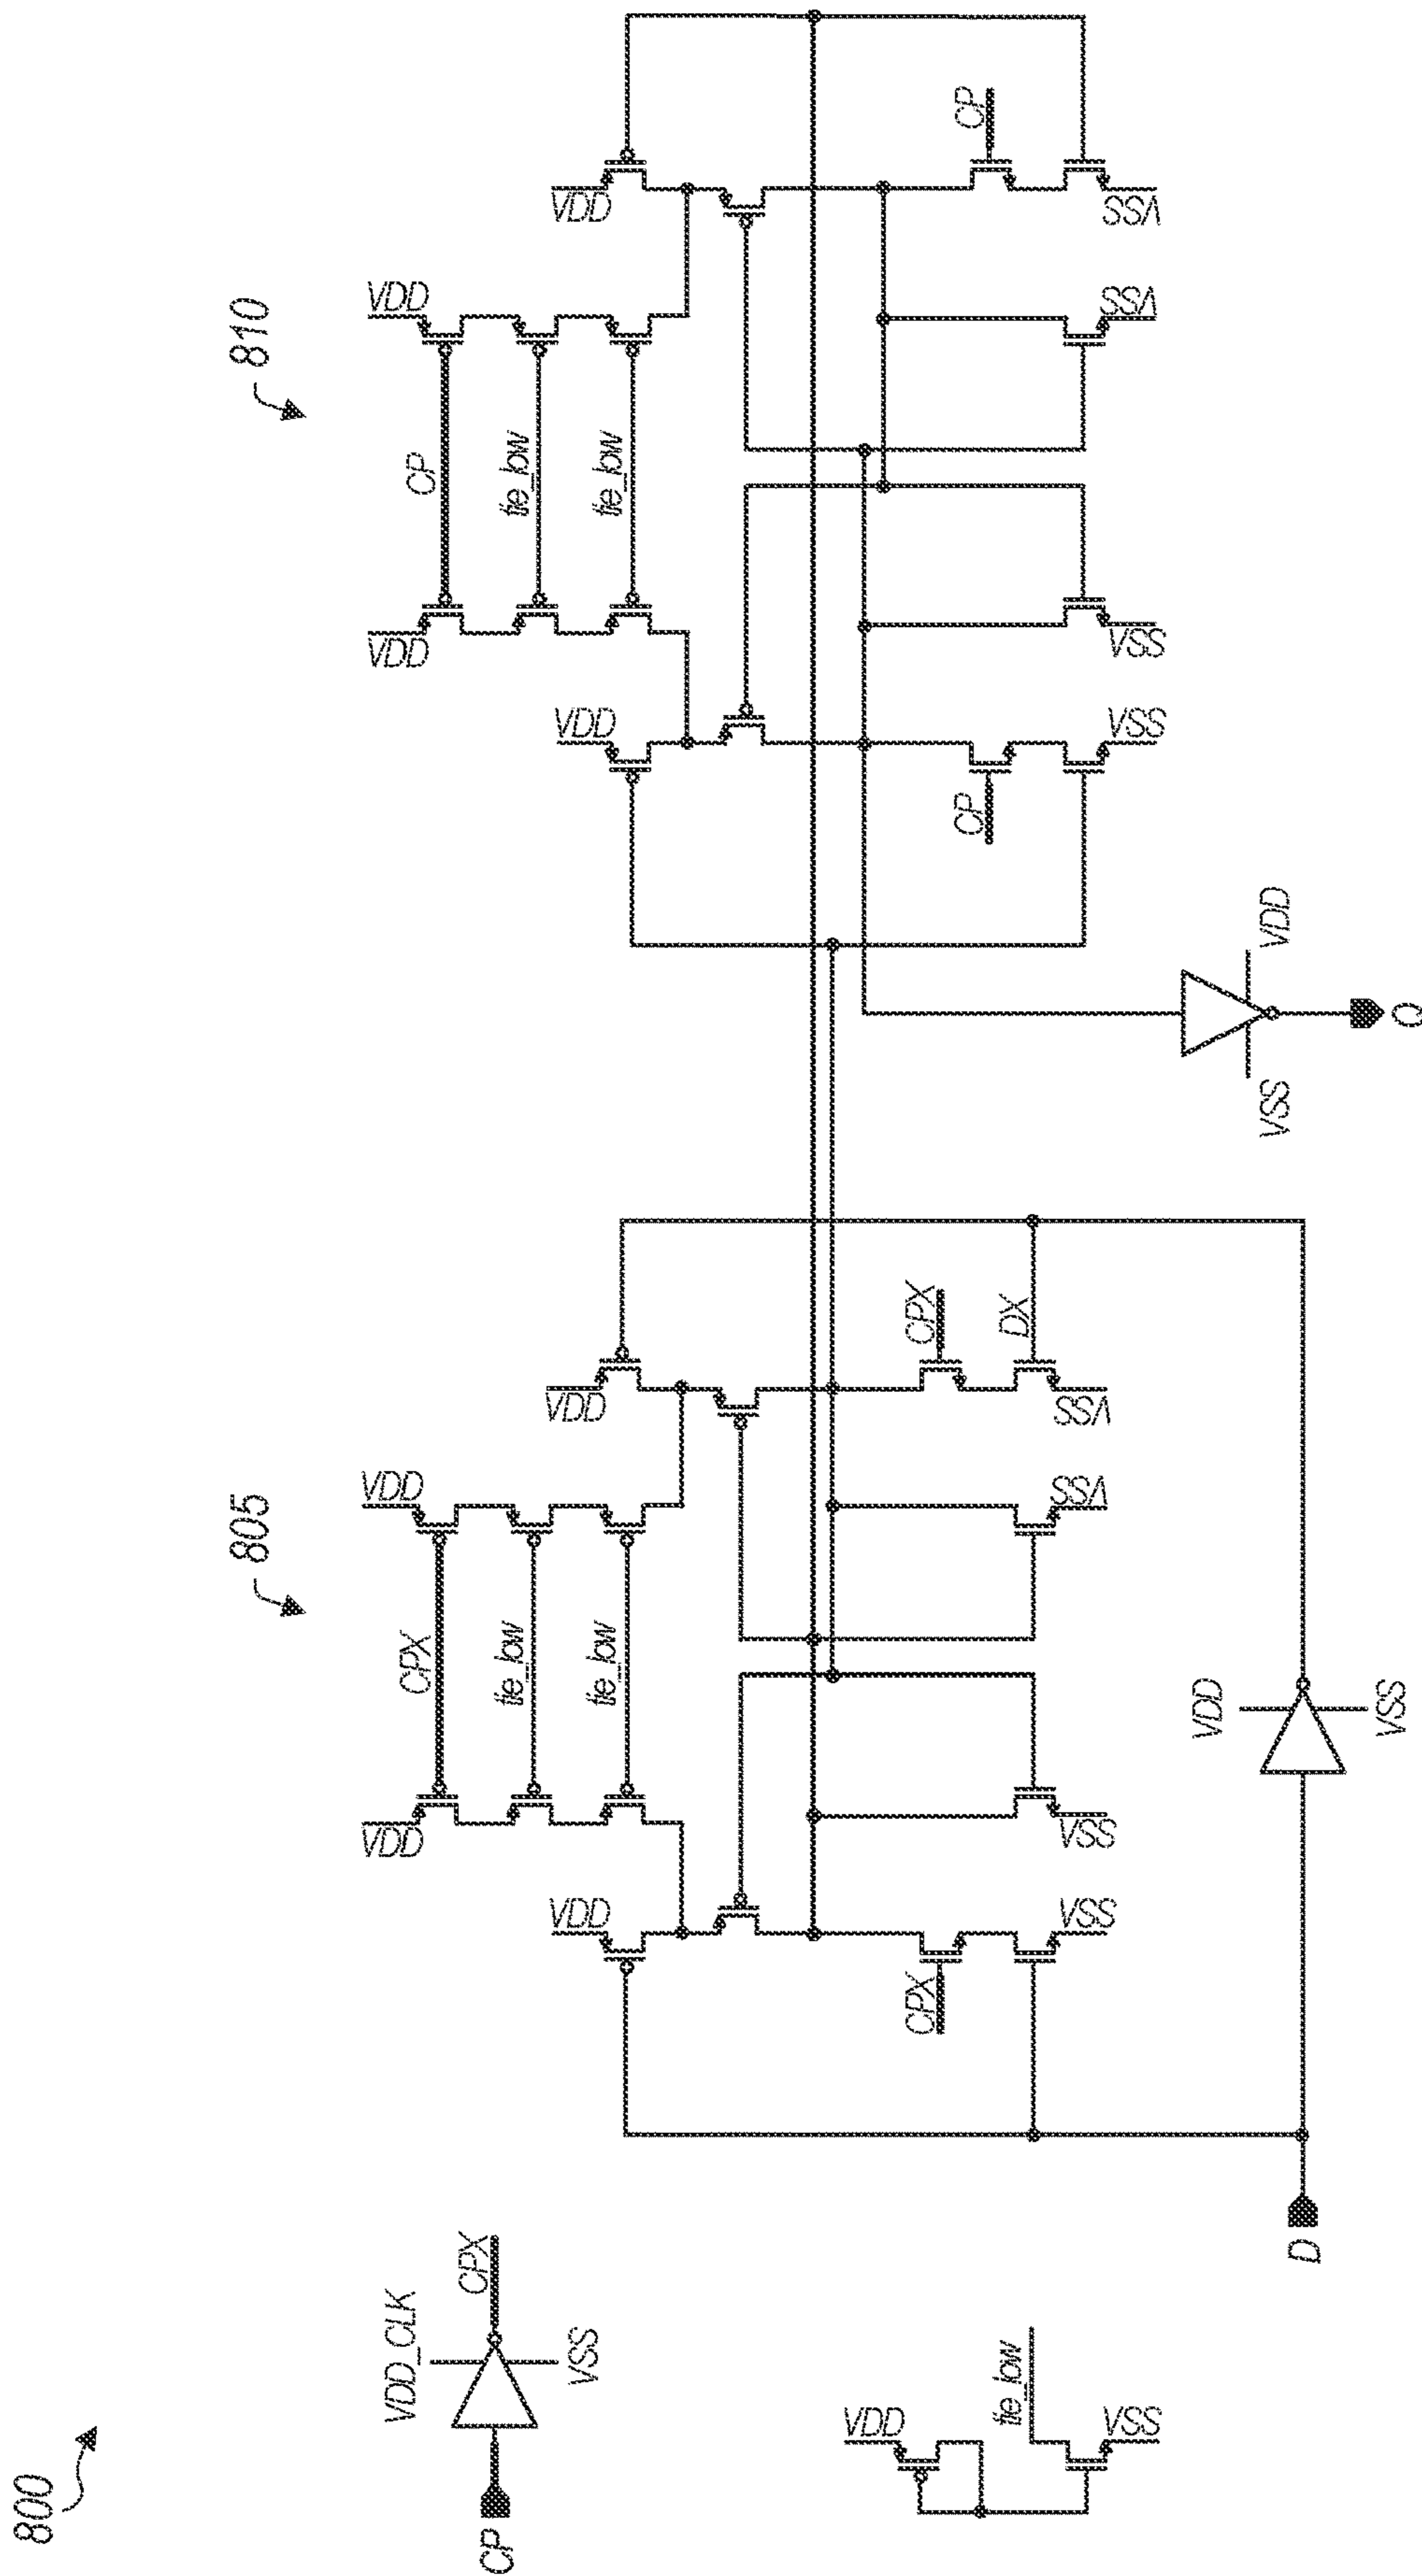 800
805
810
CP
VDD_CLK
CPX
VSS
VDD
tie_low
VSS
D
VDD
VSS
VDD
VDD
CPX
tie_low
tie_low
VDD
VDD
CPX
VSS
VSS
VSS
CPX
DX
VSS
VSS
VDD
Q
VDD
VDD
CP
tie_low
tie_low
VDD
VDD
CP
VSS
VSS
VSS
CP
VSS